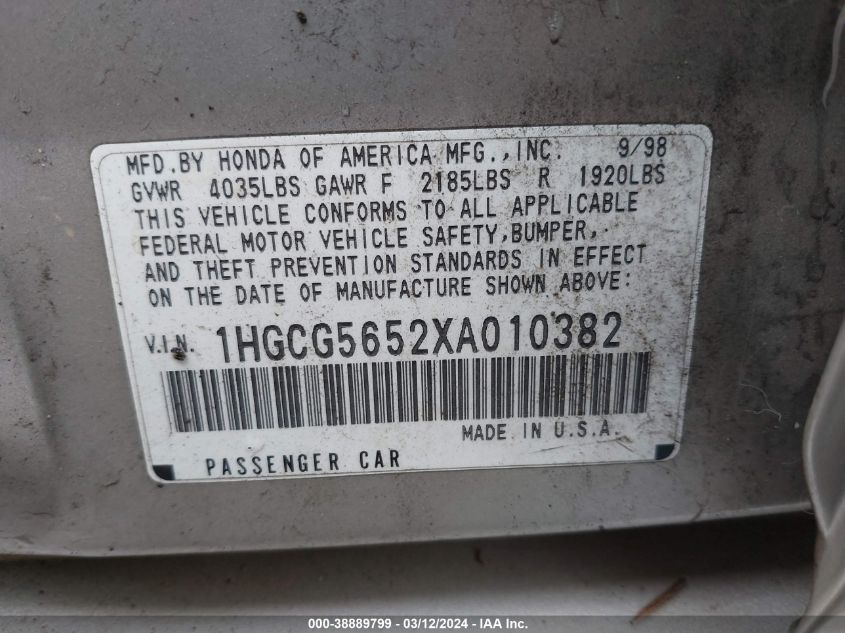 MFD.BY HONDA OF AMERICA MFG.,INC. 9/98
GVWR 4035LBS GAWR F 2185LBS R 1920LBS
THIS VEHICLE CONFORMS TO ALL APPLICABLE
FEDERAL MOTOR VEHICLE SAFETY,BUMPER,
AND THEFT PREVENTION STANDARDS IN EFFECT
ON THE DATE OF MANUFACTURE SHOWN ABOVE:
V.I.N. 1HGCG5652XA010382
MADE IN U.S.A.
PASSENGER CAR
000-38889799 - 03/12/2024 - IAA Inc.